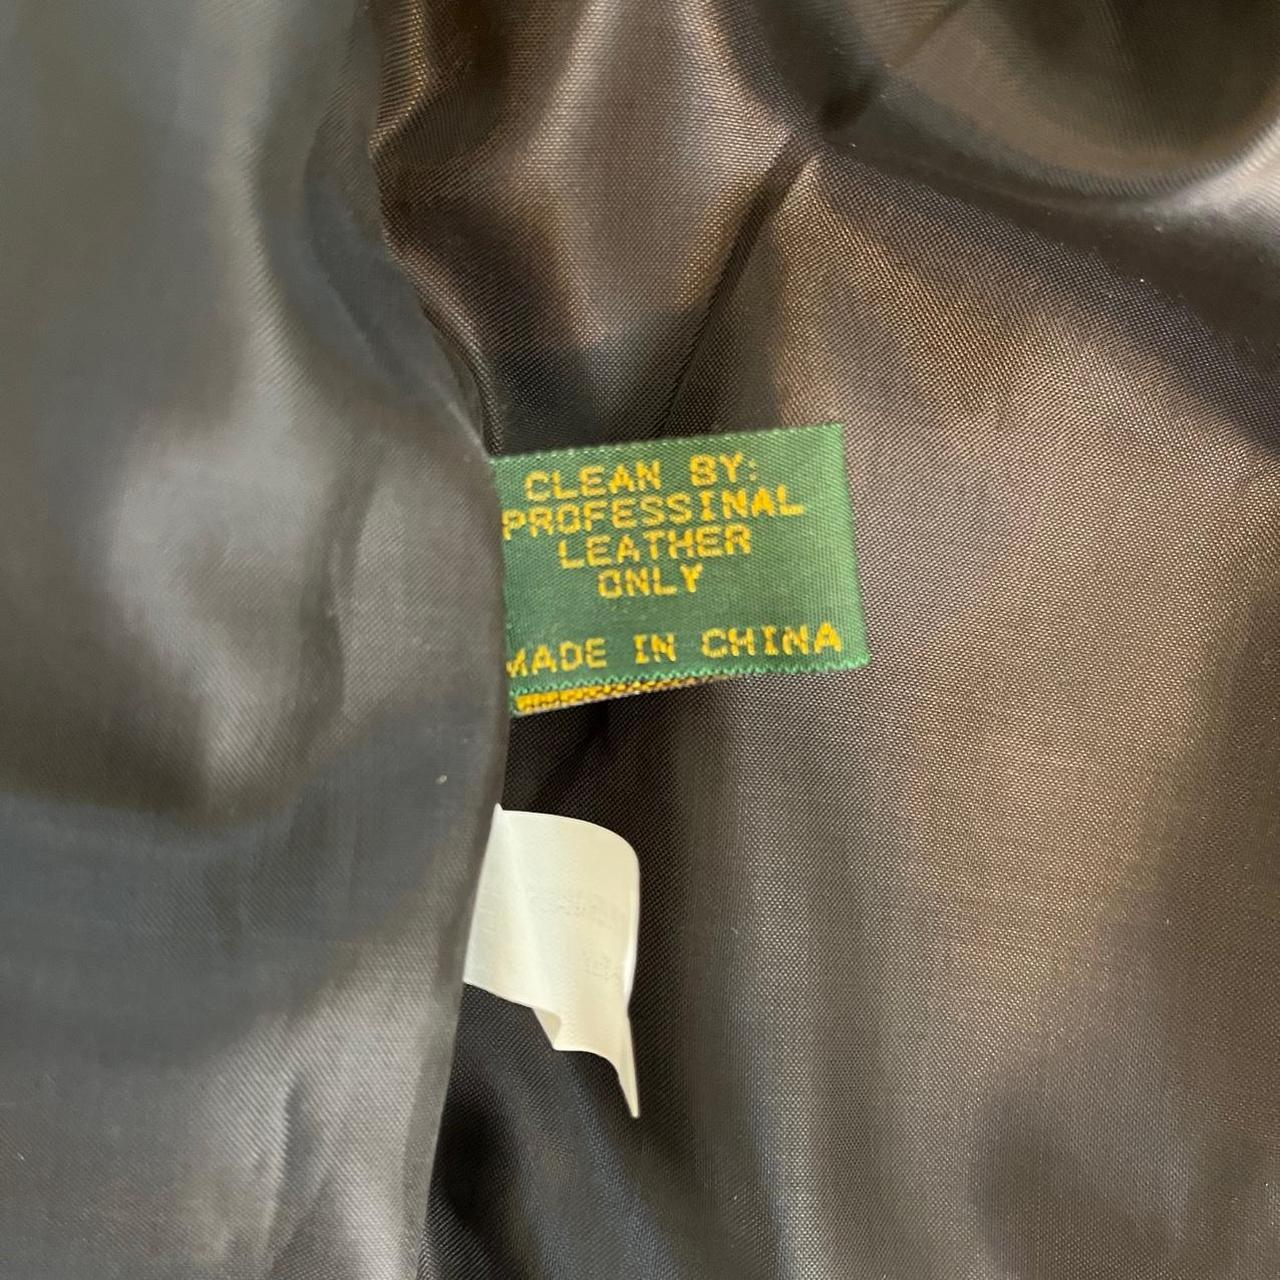 CLEAN BY:
PROFESSINAL
LEATHER
ONLY
MADE IN CHINA